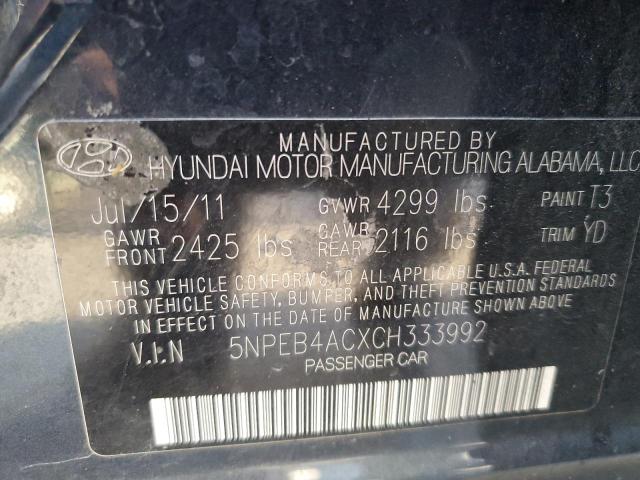 MANUFACTURED BY
HYUNDAI MOTOR MANUFACTURING ALABAMA, LLC
Jul/15/11 GVWR 4299 lbs PAINT T3
GAWR FRONT 2425 lbs GAWR REAR 2116 lbs TRIM YD
THIS VEHICLE CONFORMS TO ALL APPLICABLE U.S.A. FEDERAL
MOTOR VEHICLE SAFETY, BUMPER, AND THEFT PREVENTION STANDARDS
IN EFFECT ON THE DATE OF MANUFACTURE SHOWN ABOVE
V.I.N 5NPEB4ACXCH333992
PASSENGER CAR